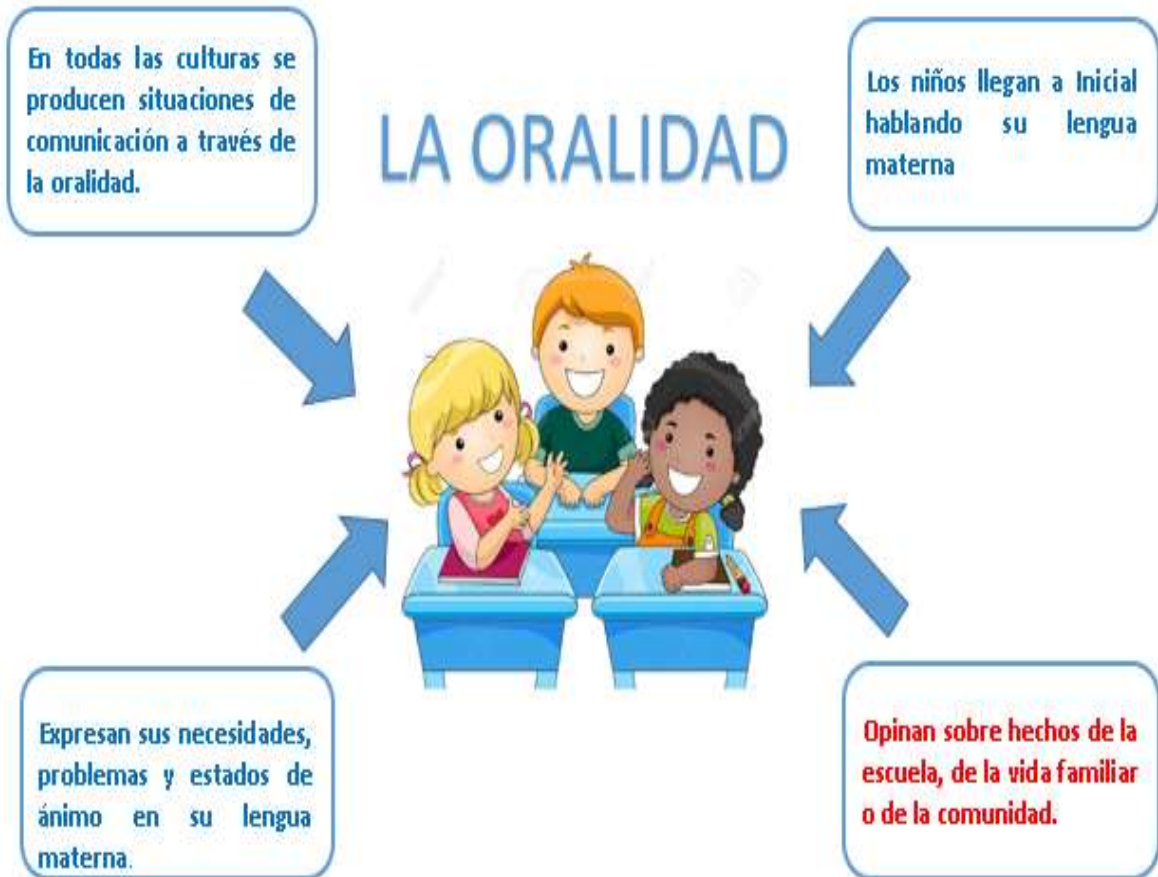 En todas las culturas se
producen situaciones de
comunicación a través de
la oralidad.
LA ORALIDAD
Los niños llegan a Inicial
hablando su lengua
materna
Expresan sus necesidades,
problemas y estados de
ánimo en su lengua
materna.
Opinan sobre hechos de la
escuela, de la vida familiar
o de la comunidad.